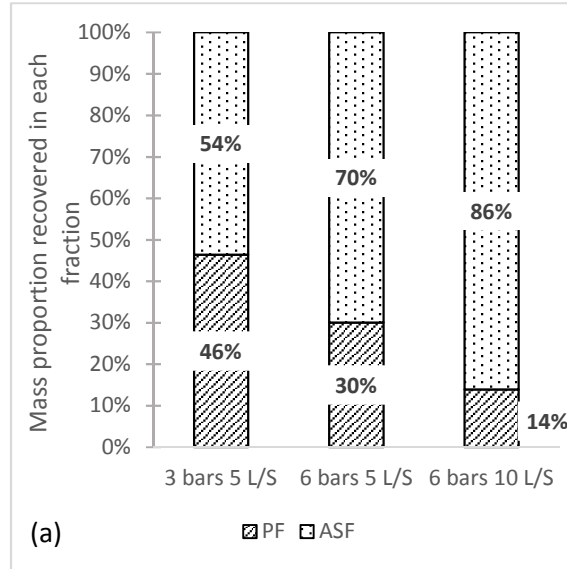 Mass proportion recovered in each
fraction
100%
90%
80%
70%
60%
50%
40%
30%
20%
10%
0%
54%
46%
70%
30%
86%
14%
3 bars 5 L/S
6 bars 5 L/S
6 bars 10 L/S
(a)
PF
ASF